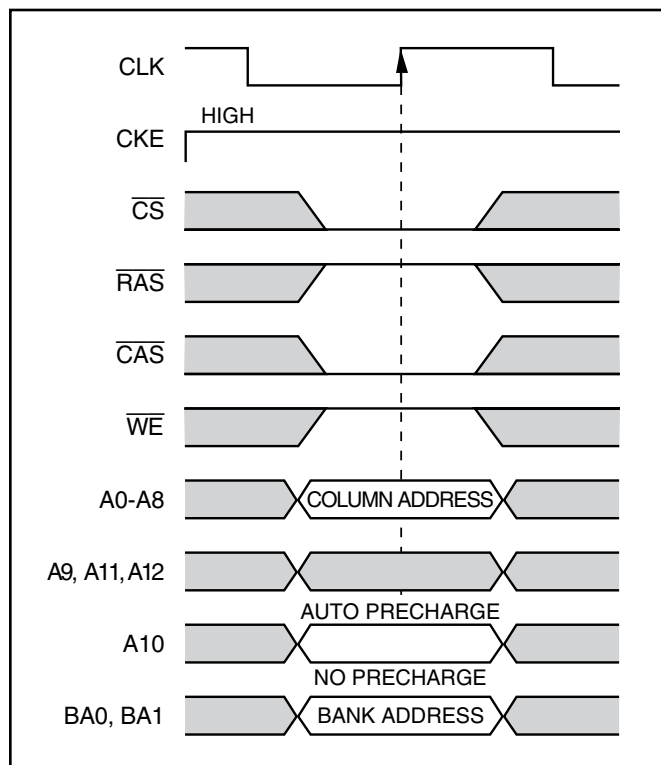 CLK
HIGH
CKE
CS
RAS
CAS
WE
A0-A8 COLUMN ADDRESS
A9, A11, A12
AUTO PRECHARGE
A10
NO PRECHARGE
BA0, BA1 BANK ADDRESS